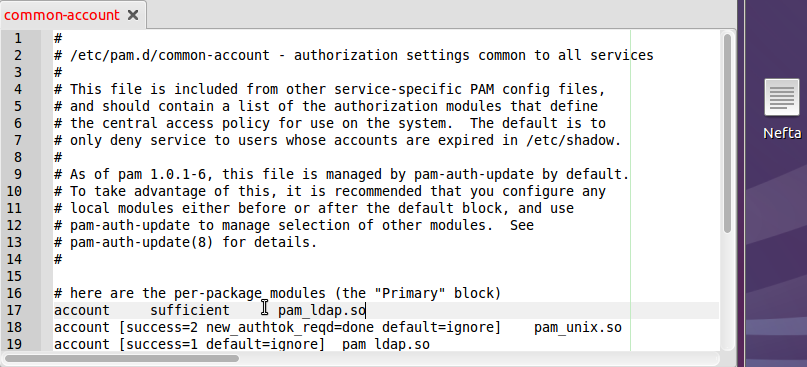 common-account
1 #
2 # /etc/pam.d/common-account - authorization settings common to all services
3 #
4 # This file is included from other service-specific PAM config files,
5 # and should contain a list of the authorization modules that define
6 # the central access policy for use on the system.  The default is to
7 # only deny service to users whose accounts are expired in /etc/shadow.
8 #
9 # As of pam 1.0.1-6, this file is managed by pam-auth-update by default.
10 # To take advantage of this, it is recommended that you configure any
11 # local modules either before or after the default block, and use
12 # pam-auth-update to manage selection of other modules.  See
13 # pam-auth-update(8) for details.
14 #
15
16 # here are the per-package modules (the "Primary" block)
17 account     sufficient      pam_ldap.so
18 account [success=2 new_authtok_reqd=done default=ignore]    pam_unix.so
19 account [success=1 default=ignore]  pam_ldap.so
Nefta